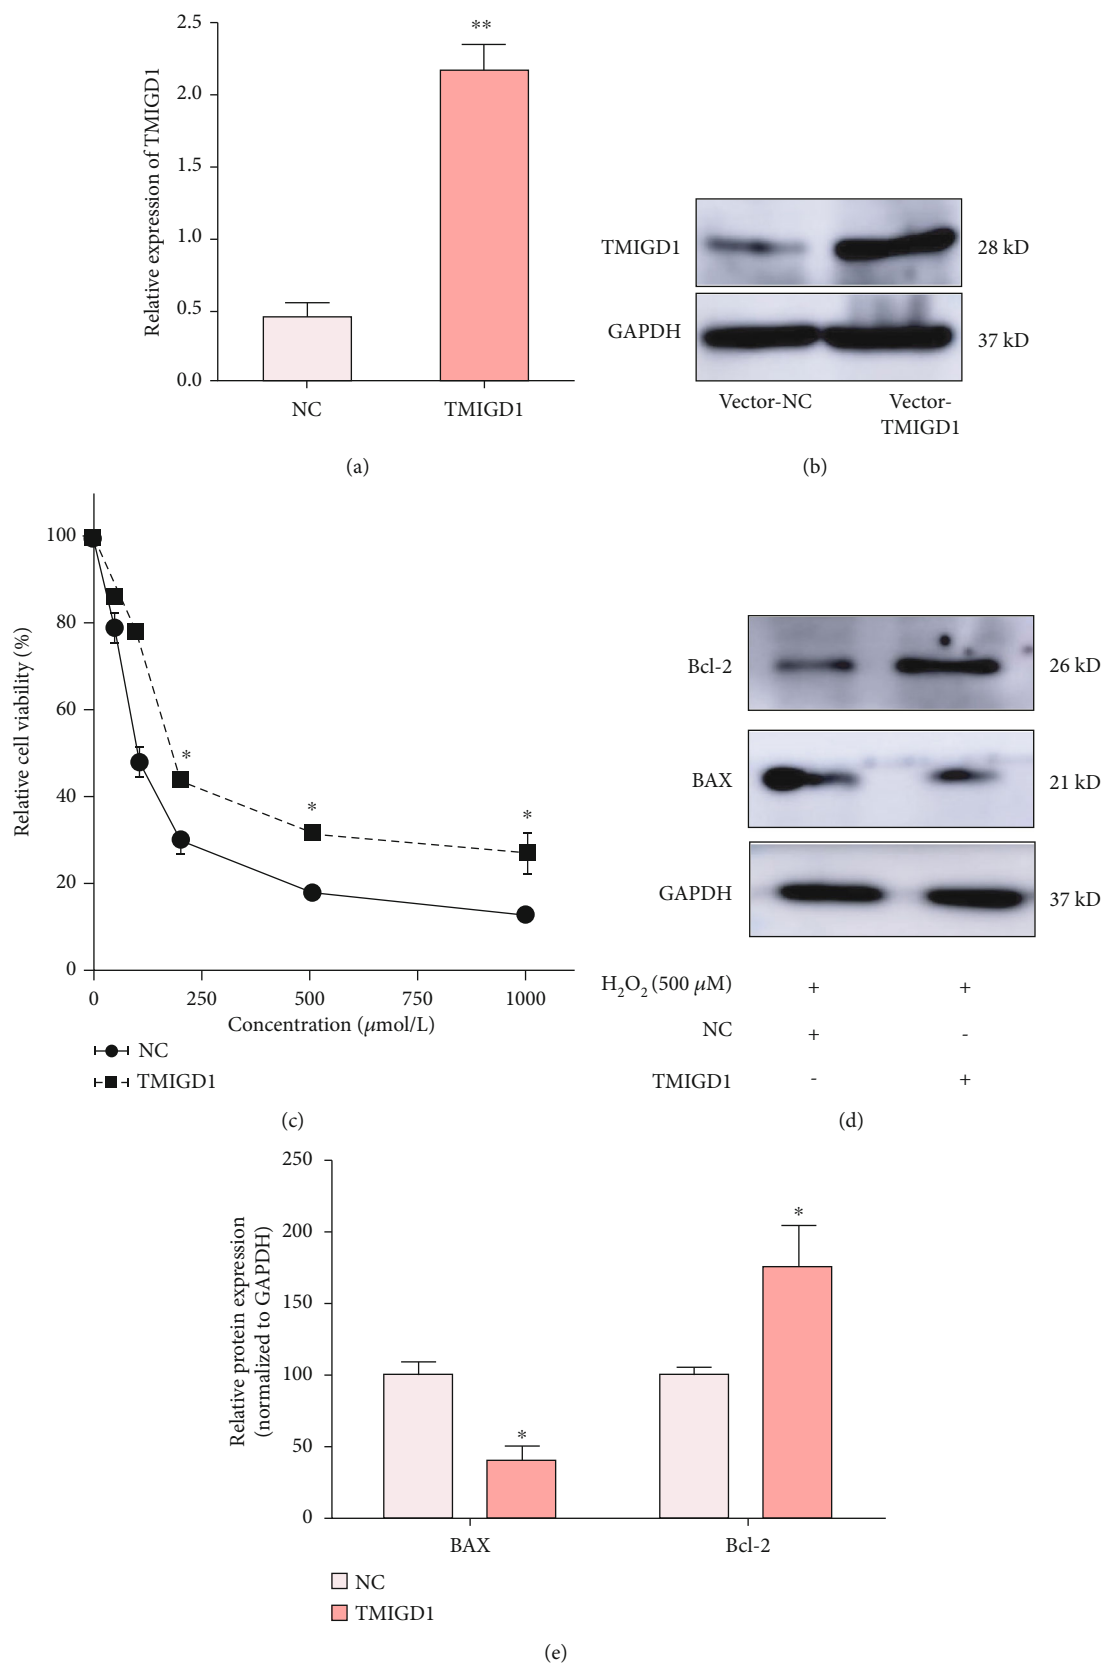 2.5
2.0
1.5
1.0
0.5
0.0
Relative expression of TMIGD1
**
NC
TMIGD1
(a)
TMIGD1
28 kD
GAPDH
37 kD
Vector-NC
Vector-
TMIGD1
(b)
100
80
60
40
20
0
Relative cell viability (%)
*
*
*
0
250
500
750
1000
Concentration (μmol/L)
NC
TMIGD1
(c)
Bcl-2
26 kD
BAX
21 kD
GAPDH
37 kD
H₂O₂ (500 μM)
+
+
NC
+
-
TMIGD1
-
+
(d)
250
200
150
100
50
0
Relative protein expression
(normalized to GAPDH)
*
*
BAX
Bcl-2
NC
TMIGD1
(e)